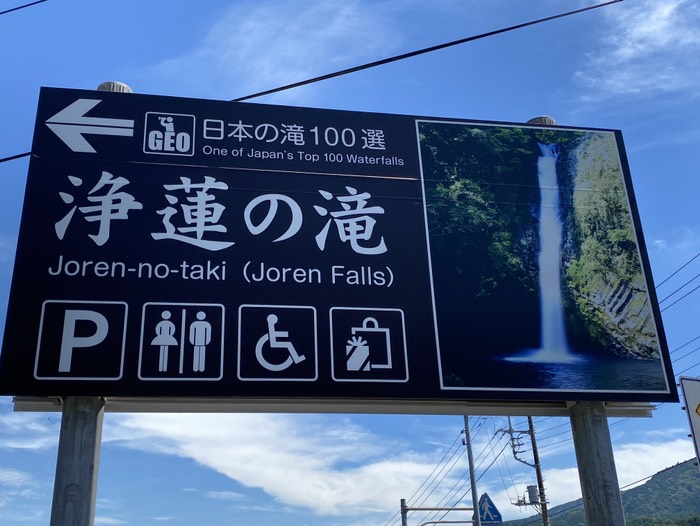 GEO
日本の滝100選
One of Japan's Top 100 Waterfalls
浄蓮の滝
Joren-no-taki (Joren Falls)
P